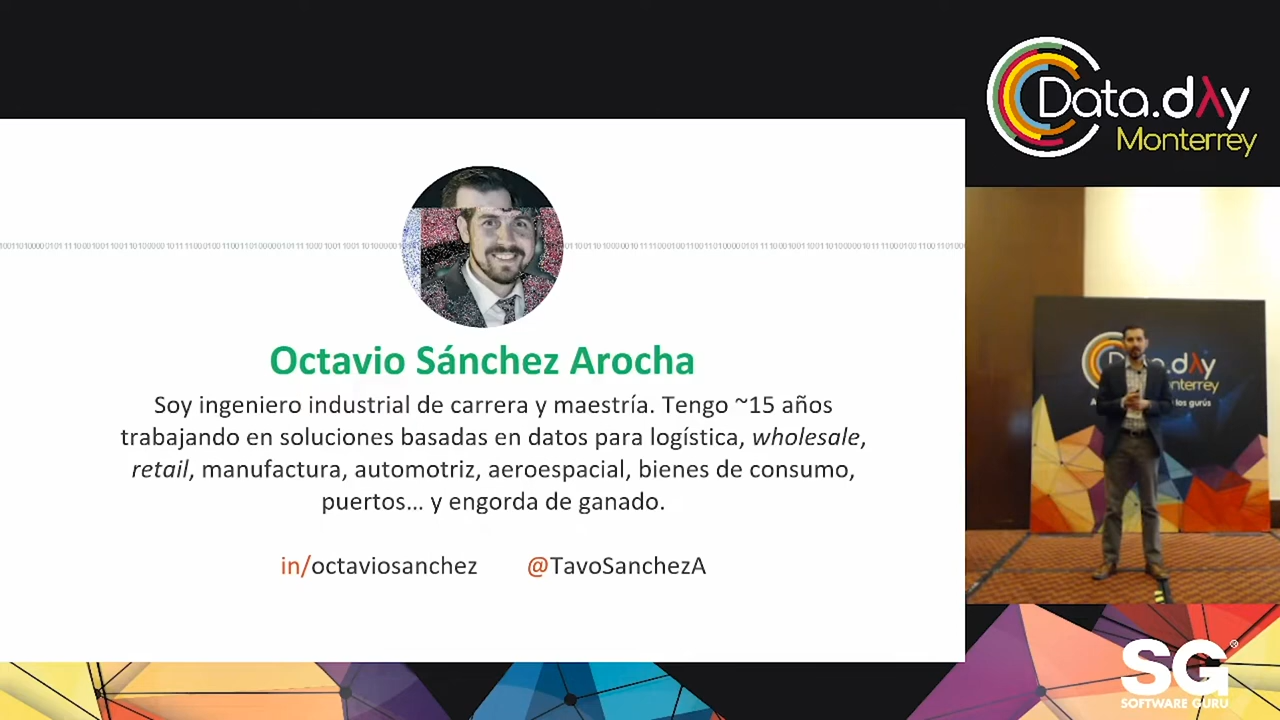 Data.dλy
Monterrey
Octavio Sánchez Arocha
Soy ingeniero industrial de carrera y maestría. Tengo ~15 años
trabajando en soluciones basadas en datos para logística, wholesale,
retail, manufactura, automotriz, aeroespacial, bienes de consumo,
puertos... y engorda de ganado.
in/octaviosanchez @TavoSanchezA
SG
SOFTWARE GURU